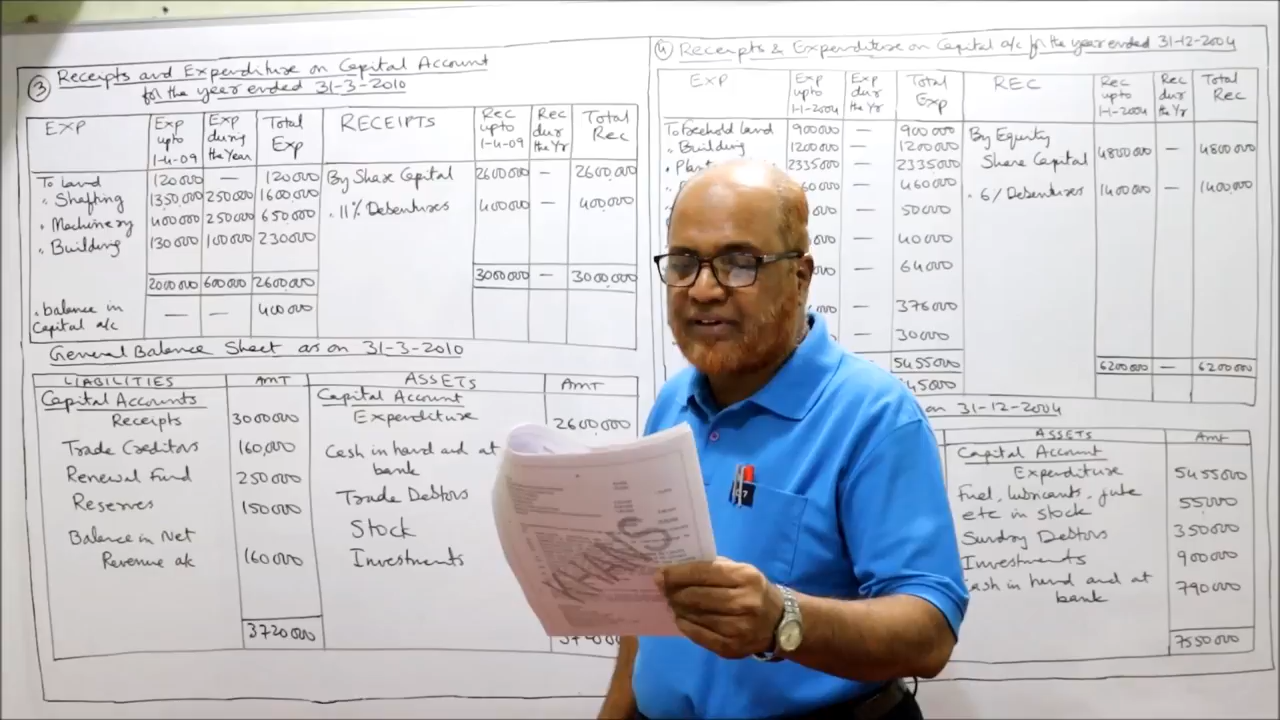 ③ Receipts and Expenditure on Capital Account
for the year ended 31-3-2010
EXP
Exp upto 1-4-09
Exp during the Year
Total Exp
RECEIPTS
Rec upto 1-4-09
Rec dur the Yr
Total Rec
To Land 120000 — 120000 By Share Capital 2600000 — 2600000
" Shafting 1350000 250000 1600000 " 11% Debentures 400000 — 400000
" Machinery 400000 250000 650000
" Building 130000 100000 230000
2000000 600000 2600000 3000000 — 3000000
" balance in
Capital a/c — — 400000
General Balance Sheet as on 31-3-2010
LIABILITIES AMT ASSETS AMT
Capital Accounts Capital Account
Receipts 3000000 Expenditure 2600000
Trade Creditors 160,000 Cash in hand and at
bank
Renewal Fund 250000 Trade Debtors
Reserves 150000 Stock
Balance in Net
Revenue a/c 160000 Investments
3720000
④ Receipts & Expenditure on Capital a/c for the year ended 31-12-2004
EXP
Exp upto 1-1-2004
Exp dur the Yr
Total Exp
REC
Rec upto 1-1-2004
Rec dur the Yr
Total Rec
To Freehold land 900000 — 900000 By Equity
" Building 1200000 — 1200000 Share Capital 4800000 — 4800000
" Plant 2335000 — 2335000
— 460000 " 6% Debentures 1400000 — 1400000
— 50000
— 40000
— 64000
— 376000
— 30000
5455000 6200000 — 6200000
on 31-12-2004
ASSETS Amt
Capital Account
Expenditure 5455000
Fuel, lubricants, jute
etc in stock 55,000
Sundry Debtors 350000
Investments 900000
Cash in hand and at
bank 790000
7550000
KHANS